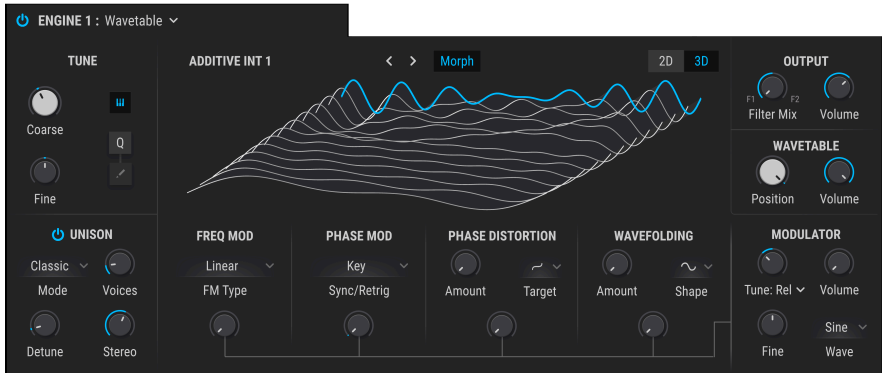 ENGINE 1 : Wavetable
TUNE
Coarse
Q
Fine
ADDITIVE INT 1
Morph
2D 3D
OUTPUT
F1 F2
Filter Mix Volume
WAVETABLE
Position Volume
UNISON
Classic
Mode Voices
Detune Stereo
FREQ MOD
Linear
FM Type
PHASE MOD
Key
Sync/Retrig
PHASE DISTORTION
Amount Target
WAVEFOLDING
Amount Shape
MODULATOR
Tune: Rel Volume
Sine
Fine Wave